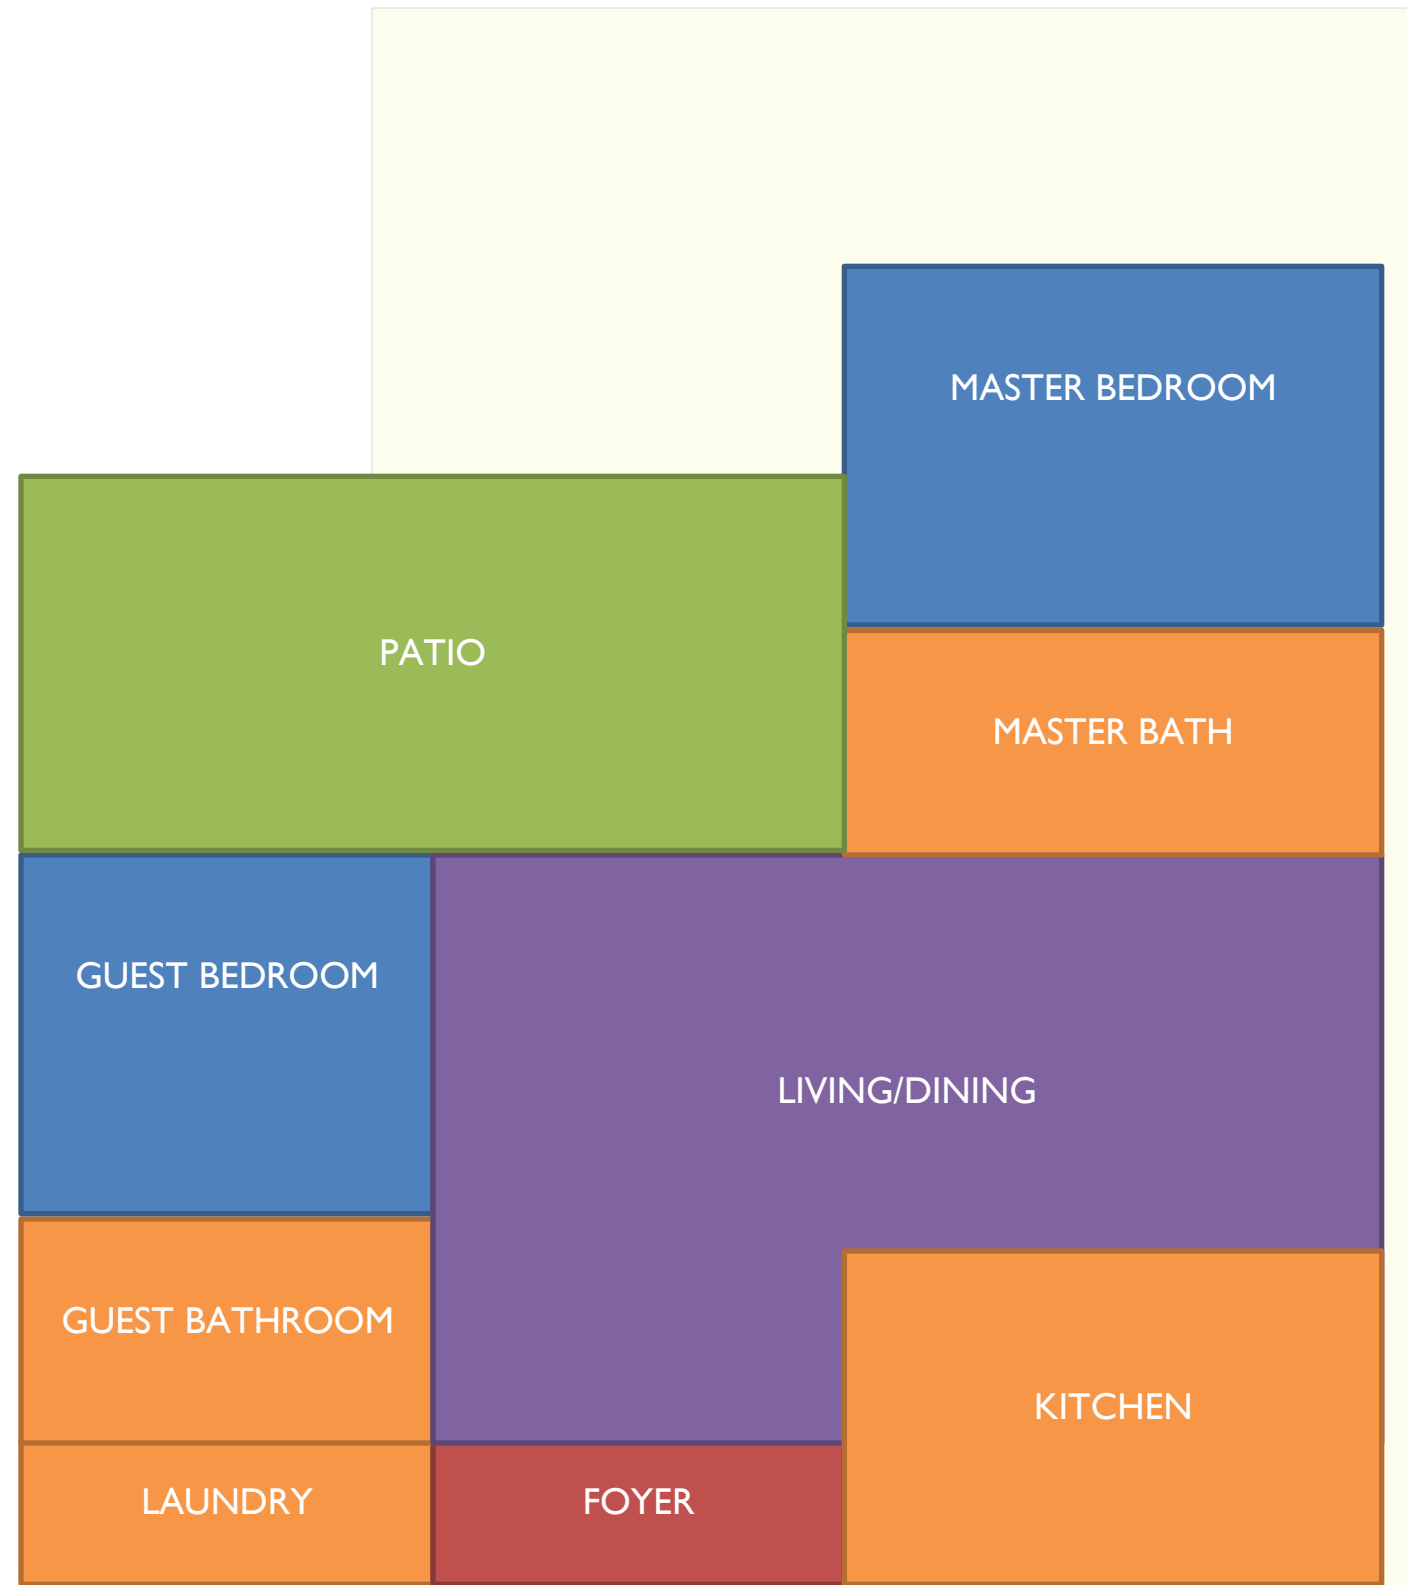 MASTER BEDROOM
PATIO
MASTER BATH
GUEST BEDROOM
LIVING/DINING
GUEST BATHROOM
KITCHEN
LAUNDRY
FOYER